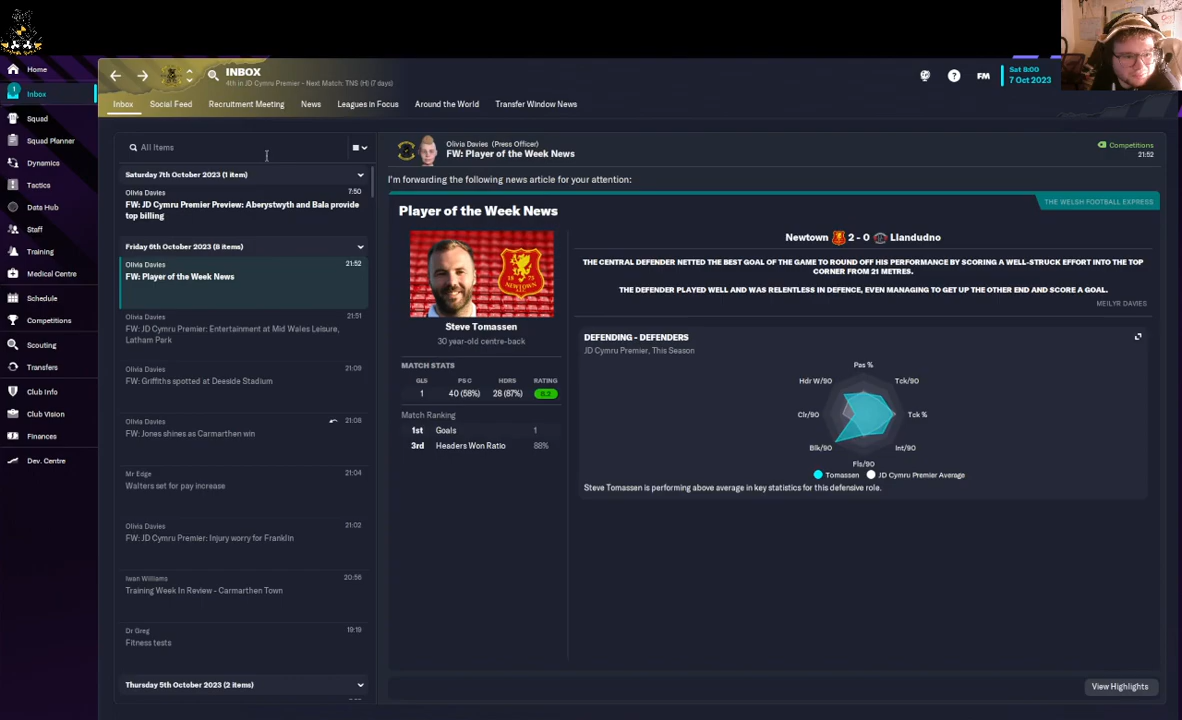 Home
INBOX
4th in JD Cymru Premier - Next Match: TNS (H) (7 days)
FM
Sat 8:00
7 Oct 2023
1
Inbox
Inbox
Social Feed
Recruitment Meeting
News
Leagues in Focus
Around the World
Transfer Window News
Squad
Squad Planner
Dynamics
Tactics
Data Hub
Staff
Training
Medical Centre
Schedule
Competitions
Scouting
Transfers
Club Info
Club Vision
Finances
Dev. Centre
All Items
Saturday 7th October 2023 (1 item)
Olivia Davies
7:50
FW: JD Cymru Premier Preview: Aberystwyth and Bala provide
top billing
Friday 6th October 2023 (8 items)
Olivia Davies
21:52
FW: Player of the Week News
Olivia Davies
21:51
FW: JD Cymru Premier: Entertainment at Mid Wales Leisure,
Latham Park
Olivia Davies
21:09
FW: Griffiths spotted at Deeside Stadium
Olivia Davies
21:08
FW: Jones shines as Carmarthen win
Mr Edge
21:04
Walters set for pay increase
Olivia Davies
21:02
FW: JD Cymru Premier: Injury worry for Franklin
Iwan Williams
20:56
Training Week In Review - Carmarthen Town
Dr Greg
19:19
Fitness tests
Thursday 5th October 2023 (2 items)
Olivia Davies (Press Officer)
FW: Player of the Week News
Competitions
21:52
I'm forwarding the following news article for your attention:
THE WELSH FOOTBALL EXPRESS
Player of the Week News
Steve Tomassen
30 year-old centre-back
MATCH STATS
GLS PSC HDRS RATING
1 40 (58%) 28 (87%) 8.2
Match Ranking
1st Goals 1
3rd Headers Won Ratio 88%
Newtown 2 - 0 Llandudno
THE CENTRAL DEFENDER NETTED THE BEST GOAL OF THE GAME TO ROUND OFF HIS PERFORMANCE BY SCORING A WELL-STRUCK EFFORT INTO THE TOP
CORNER FROM 21 METRES.
THE DEFENDER PLAYED WELL AND WAS RELENTLESS IN DEFENCE, EVEN MANAGING TO GET UP THE OTHER END AND SCORE A GOAL.
MEILYR DAVIES
DEFENDING - DEFENDERS
JD Cymru Premier, This Season
Pas %
Hdr W/90
Tck/90
Clr/90
Tck %
Blk/90
Int/90
Fls/90
Tomassen
JD Cymru Premier Average
Steve Tomassen is performing above average in key statistics for this defensive role.
View Highlights